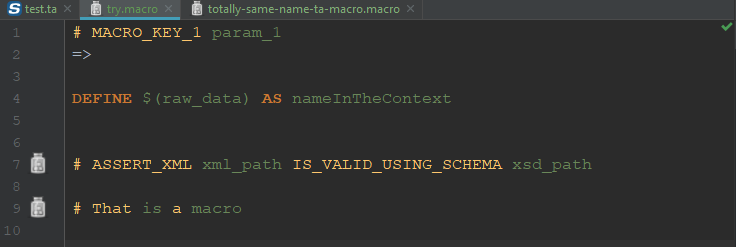 S test.ta × try.macro × totally-same-name-ta-macro.macro ×
1 # MACRO_KEY_1 param_1
2 =>
3
4 DEFINE $(raw_data) AS nameInTheContext
5
6
7 # ASSERT_XML xml_path IS_VALID_USING_SCHEMA xsd_path
8
9 # That is a macro
10